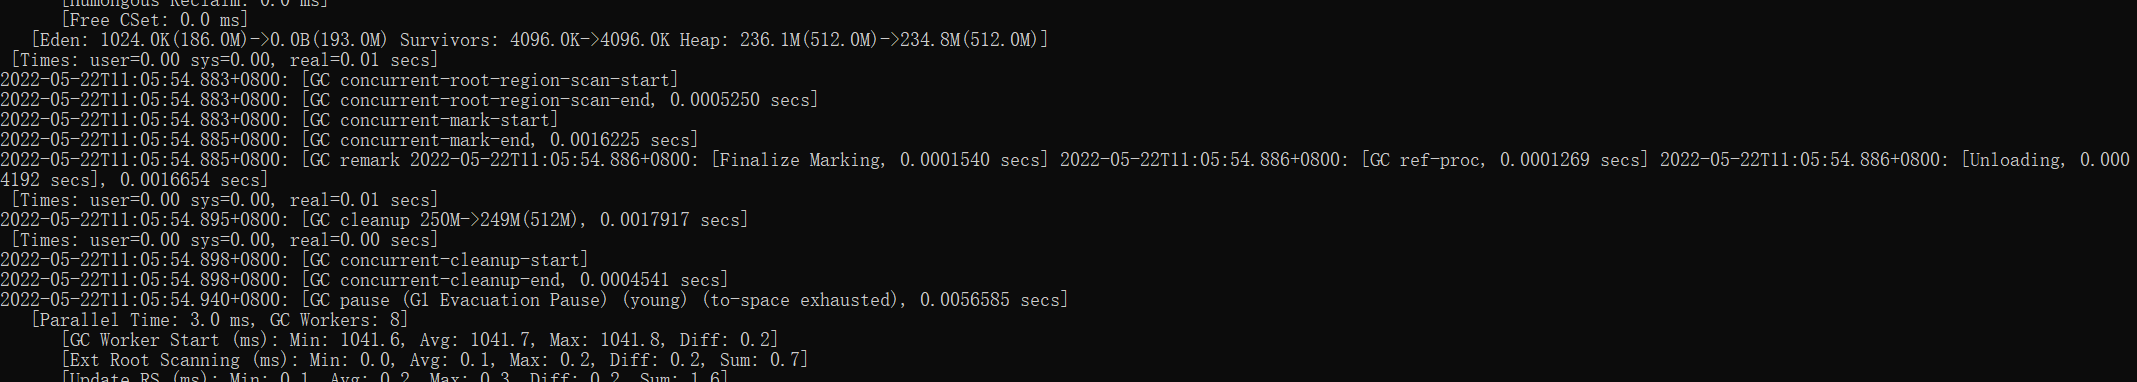 [Humongous Reclaim: 0.0 ms]
[Free CSet: 0.0 ms]
[Eden: 1024.0K(186.0M)->0.0B(193.0M) Survivors: 4096.0K->4096.0K Heap: 236.1M(512.0M)->234.8M(512.0M)]
[Times: user=0.00 sys=0.00, real=0.01 secs]
2022-05-22T11:05:54.883+0800: [GC concurrent-root-region-scan-start]
2022-05-22T11:05:54.883+0800: [GC concurrent-root-region-scan-end, 0.0005250 secs]
2022-05-22T11:05:54.883+0800: [GC concurrent-mark-start]
2022-05-22T11:05:54.885+0800: [GC concurrent-mark-end, 0.0016225 secs]
2022-05-22T11:05:54.885+0800: [GC remark 2022-05-22T11:05:54.886+0800: [Finalize Marking, 0.0001540 secs] 2022-05-22T11:05:54.886+0800: [GC ref-proc, 0.0001269 secs] 2022-05-22T11:05:54.886+0800: [Unloading, 0.000
4192 secs], 0.0016654 secs]
[Times: user=0.00 sys=0.00, real=0.01 secs]
2022-05-22T11:05:54.895+0800: [GC cleanup 250M->249M(512M), 0.0017917 secs]
[Times: user=0.00 sys=0.00, real=0.00 secs]
2022-05-22T11:05:54.898+0800: [GC concurrent-cleanup-start]
2022-05-22T11:05:54.898+0800: [GC concurrent-cleanup-end, 0.0004541 secs]
2022-05-22T11:05:54.940+0800: [GC pause (G1 Evacuation Pause) (young) (to-space exhausted), 0.0056585 secs]
[Parallel Time: 3.0 ms, GC Workers: 8]
[GC Worker Start (ms): Min: 1041.6, Avg: 1041.7, Max: 1041.8, Diff: 0.2]
[Ext Root Scanning (ms): Min: 0.0, Avg: 0.1, Max: 0.2, Diff: 0.2, Sum: 0.7]
[Update RS (ms): Min: 0.1, Avg: 0.2, Max: 0.3, Diff: 0.2, Sum: 1.6]